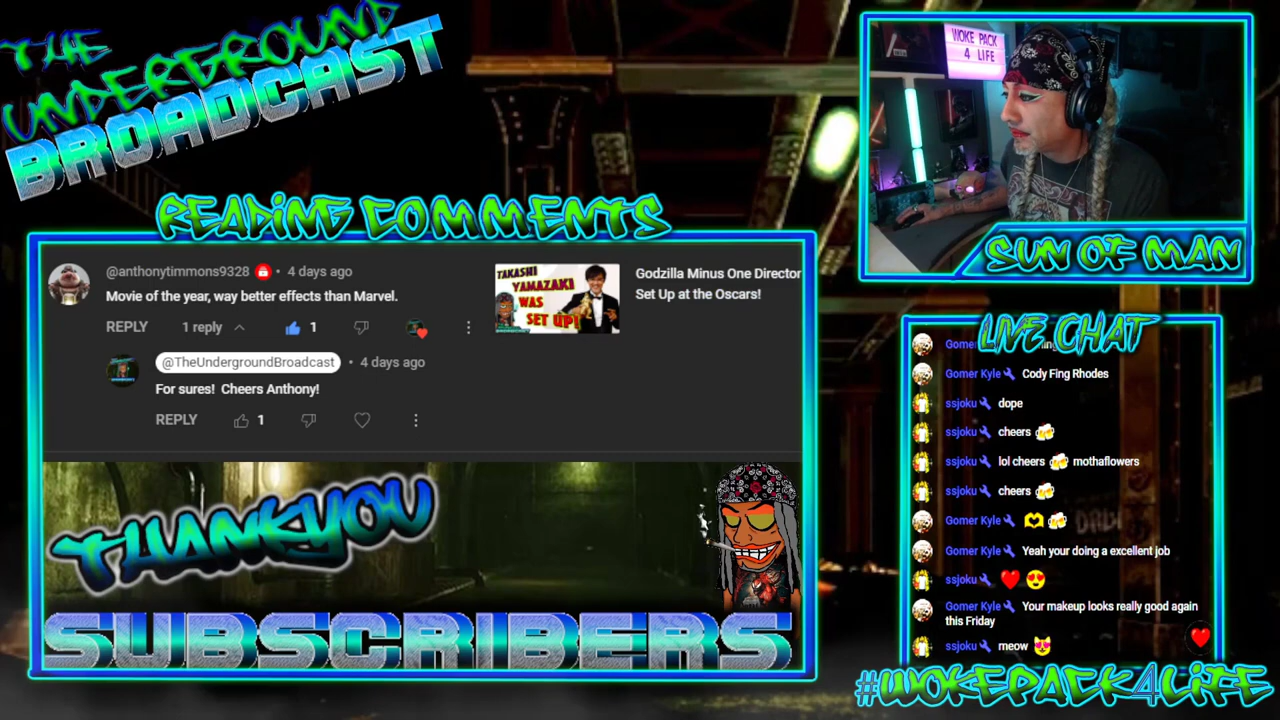 THE
UNDERGROUND
BROADCAST
WOKE PACK
4 LIFE
READING COMMENTS
@anthonytimmons9328 • 4 days ago
Movie of the year, way better effects than Marvel.
REPLY 1 reply 1
@TheUndergroundBroadcast • 4 days ago
For sures! Cheers Anthony!
REPLY 1
TAKASHI
YAMAZAKI
WAS
SET UP!
Godzilla Minus One Director
Set Up at the Oscars!
THANKYOU
SUBSCRIBERS
SUN OF MAN
LIVE CHAT
Gomer
Gomer Kyle Cody Fing Rhodes
ssjoku dope
ssjoku cheers 🍻
ssjoku lol cheers 🍻 mothaflowers
ssjoku cheers 🍻
Gomer Kyle 🍻
Gomer Kyle Yeah your doing a excellent job
ssjoku ❤️ 😍
Gomer Kyle Your makeup looks really good again
this Friday
ssjoku meow 😻
#WOKEPACK4LIFE